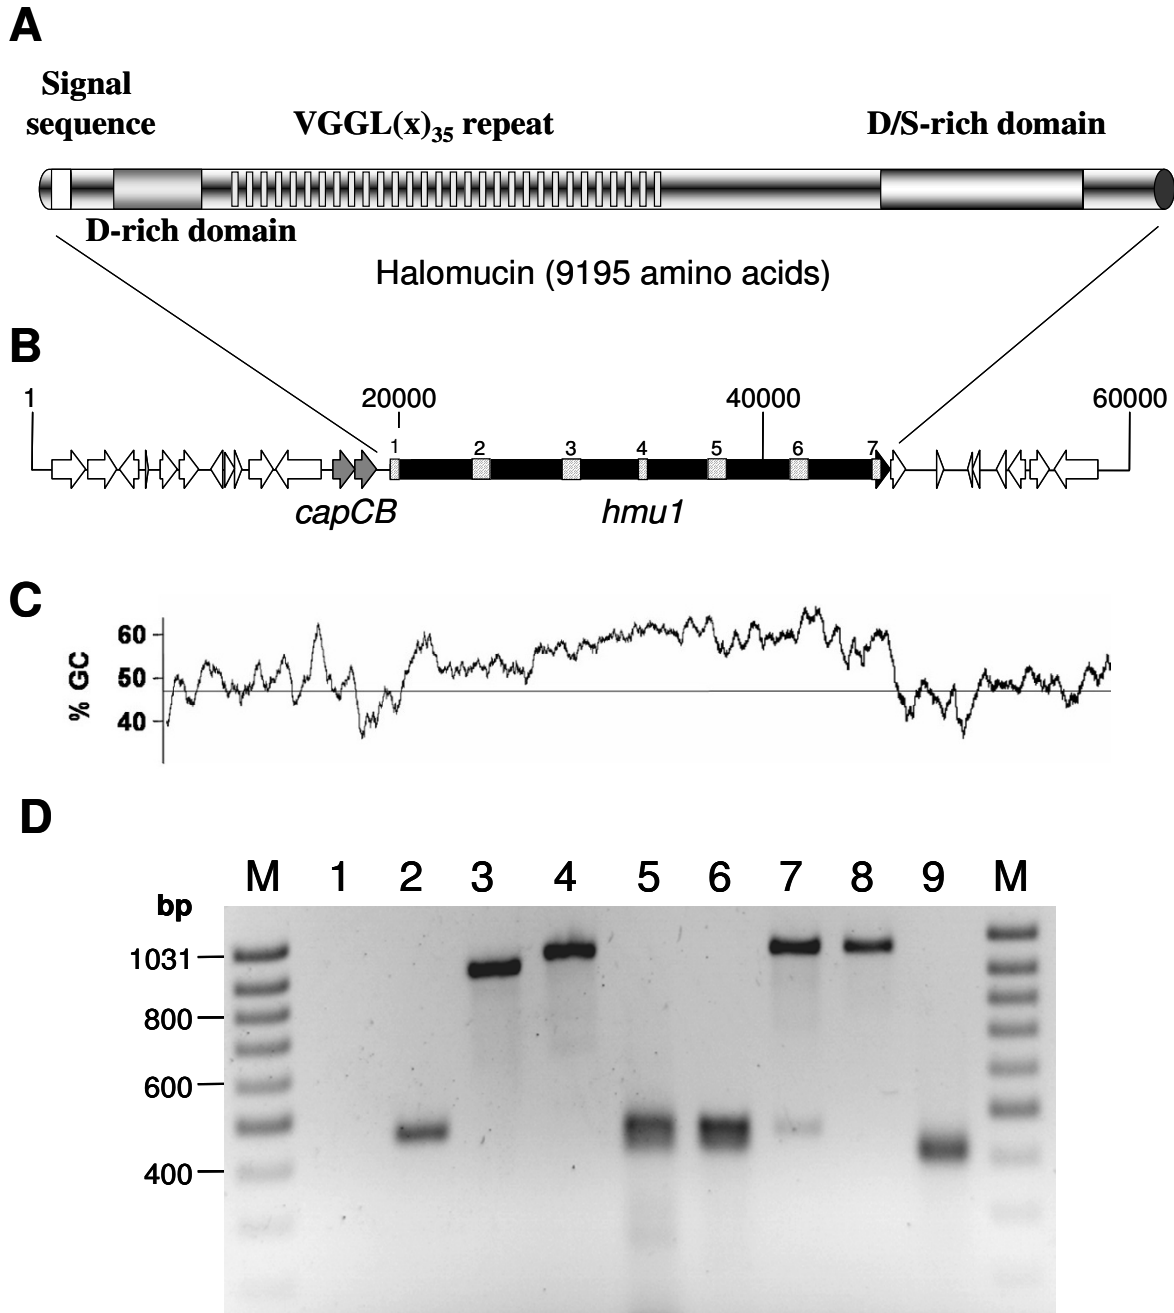 A
Signal
sequence
VGGL(x)35 repeat
D/S-rich domain
D-rich domain
Halomucin (9195 amino acids)
B
1
20000
40000
60000
1 2 3 4 5 6 7
capCB
hmu1
C
% GC
60
50
40
D
M 1 2 3 4 5 6 7 8 9 M
bp
1031
800
600
400